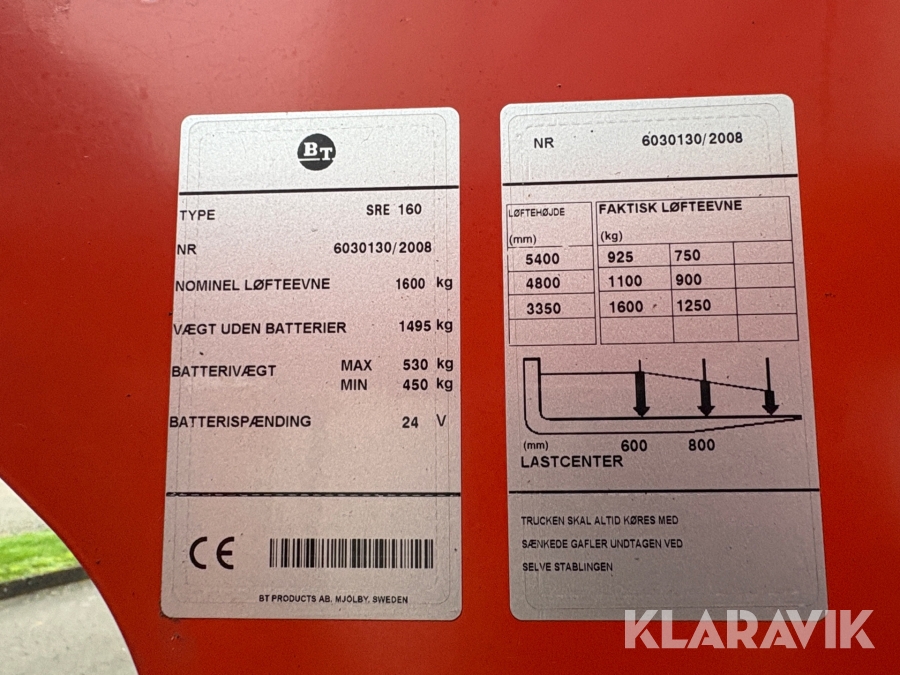 BT
TYPE SRE 160
NR 6030130/2008
NOMINEL LØFTEEVNE 1600 kg
VÆGT UDEN BATTERIER 1495 kg
BATTERIVÆGT MAX 530 kg
MIN 450 kg
BATTERISPÆNDING 24 V
CE
BT PRODUCTS AB. MJÖLBY. SWEDEN
NR 6030130/2008
LØFTEHØJDE FAKTISK LØFTEEVNE
(mm) (kg)
5400 925 750
4800 1100 900
3350 1600 1250
(mm) 600 800
LASTCENTER
TRUCKEN SKAL ALTID KØRES MED
SÆNKEDE GAFLER UNDTAGEN VED
SELVE STABLINGEN
KLARAVIK